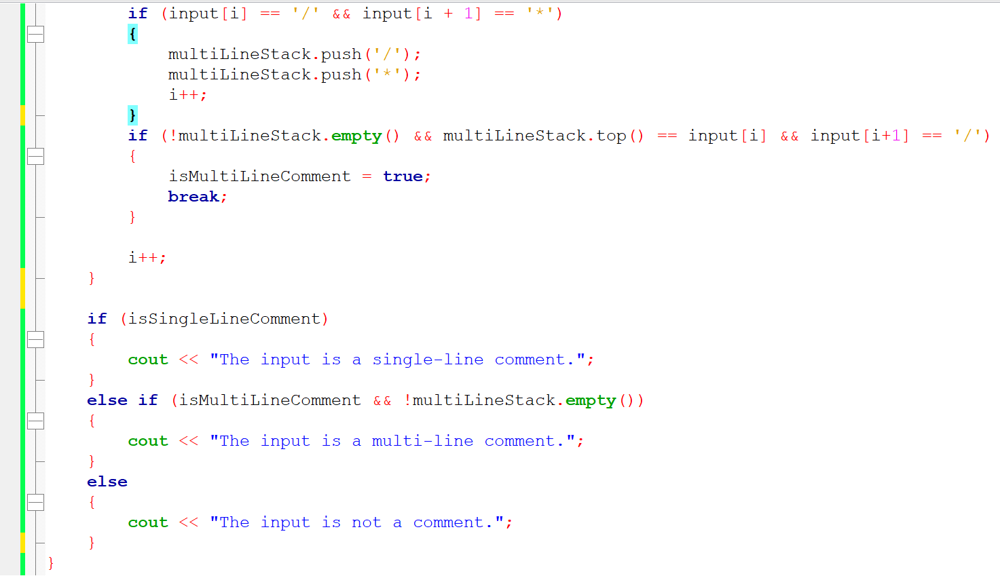 if (input[i] == '/' && input[i + 1] == '*')
{
multiLineStack.push('/');
multiLineStack.push('*');
i++;
}
if (!multiLineStack.empty() && multiLineStack.top() == input[i] && input[i+1] == '/')
{
isMultiLineComment = true;
break;
}
i++;
}
if (isSingleLineComment)
{
cout << "The input is a single-line comment.";
}
else if (isMultiLineComment && !multiLineStack.empty())
{
cout << "The input is a multi-line comment.";
}
else
{
cout << "The input is not a comment.";
}
}